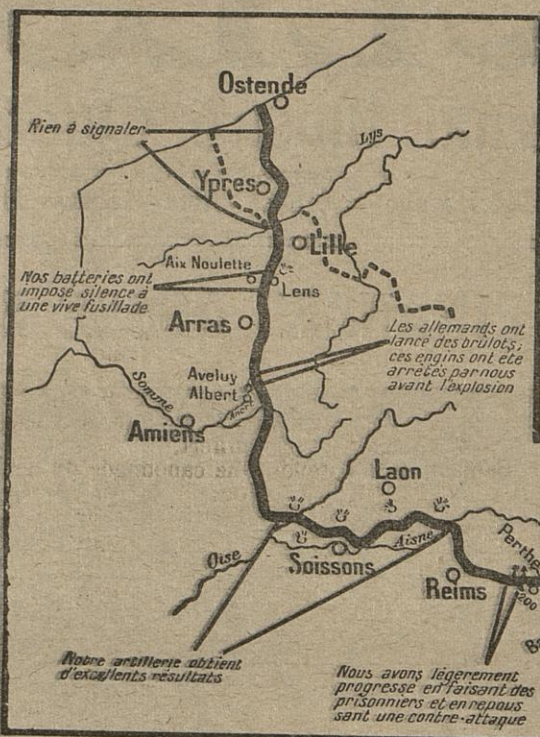 Ostende
Rien à signaler
Lys
Ypres
Lille
Aix Noulette
Nos batteries ont
imposé silence à
une vive fusillade
Lens
Arras
Les allemands ont
lancé des brûlots;
ces engins ont été
arrêtés par nous
avant l'explosion
Aveluy
Albert
Somme
Ancre
Amiens
Laon
Aisne
Oise
Soissons
Perthe
Reims
200
Notre artillerie obtient
d'excellents résultats
Nous avons légèrement
progressé en faisant des
prisonniers et en repous
sant une contre-attaque